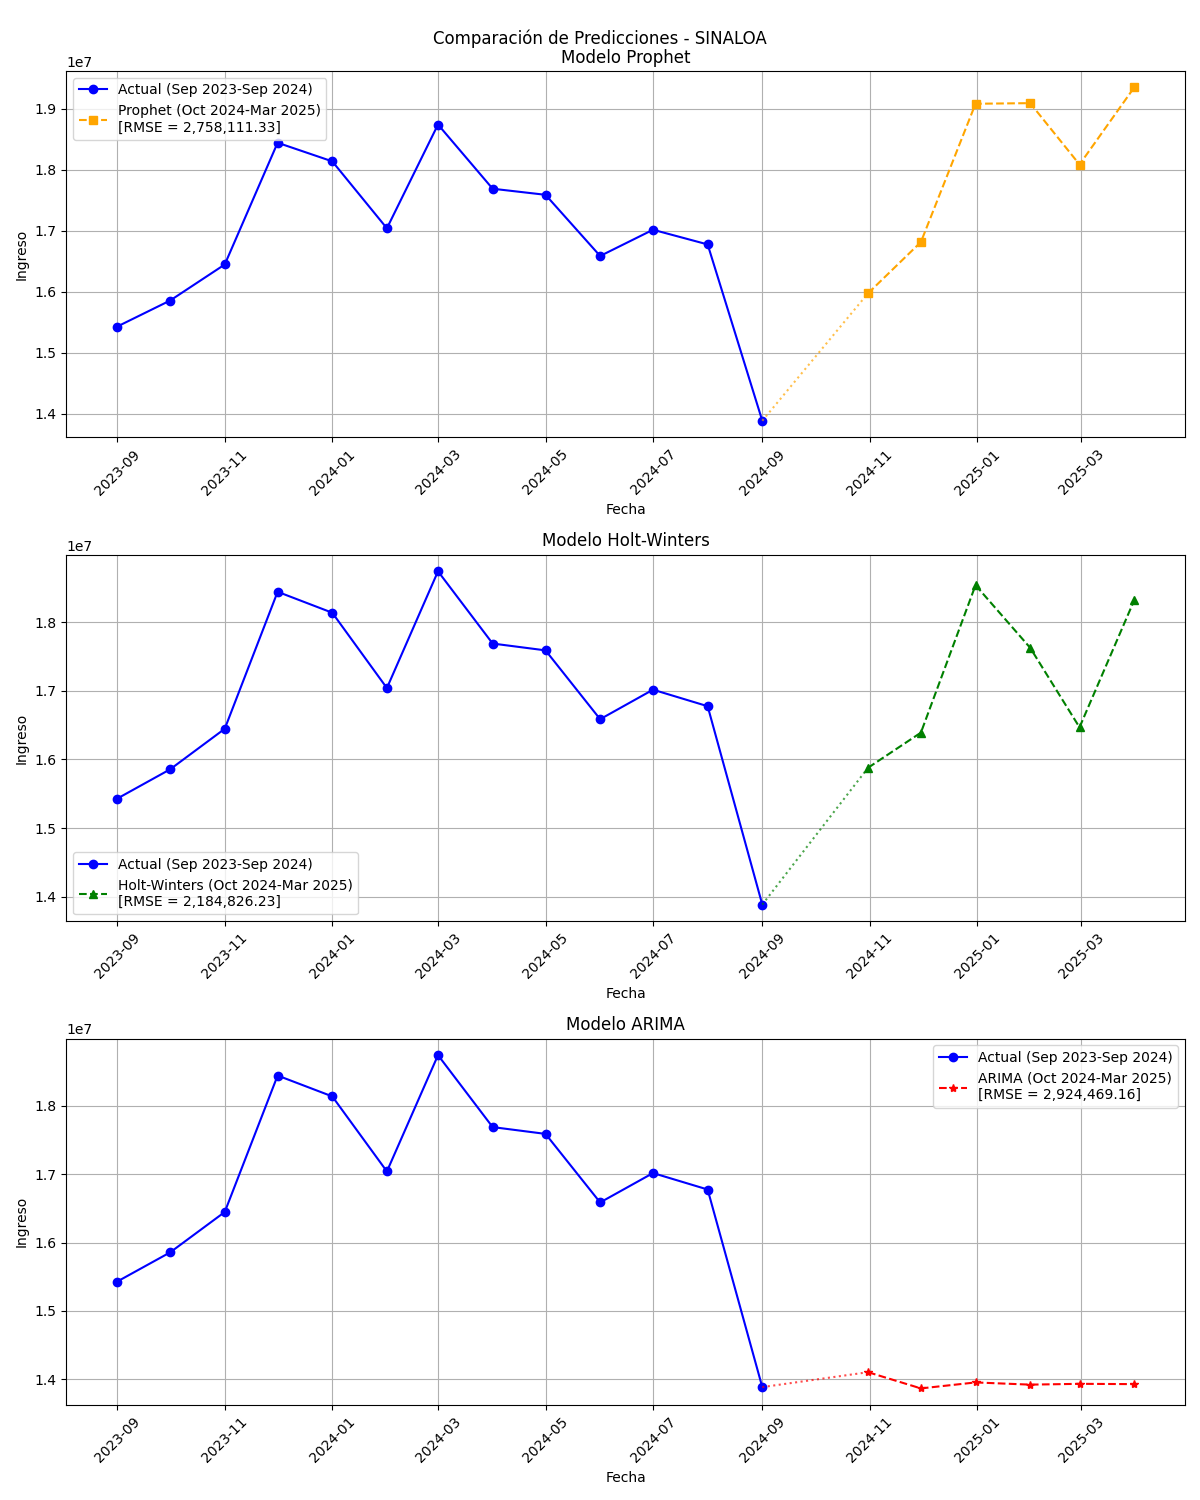 Comparación de Predicciones - SINALOA
Modelo Prophet
1e7
Actual (Sep 2023-Sep 2024)
Prophet (Oct 2024-Mar 2025)
[RMSE = 2,758,111.33]
1.9
1.8
1.7
1.6
1.5
1.4
Ingreso
2023-09
2023-11
2024-01
2024-03
2024-05
2024-07
2024-09
2024-11
2025-01
2025-03
Fecha
Modelo Holt-Winters
1e7
1.8
1.7
1.6
1.5
1.4
Ingreso
Actual (Sep 2023-Sep 2024)
Holt-Winters (Oct 2024-Mar 2025)
[RMSE = 2,184,826.23]
2023-09
2023-11
2024-01
2024-03
2024-05
2024-07
2024-09
2024-11
2025-01
2025-03
Fecha
Modelo ARIMA
1e7
Actual (Sep 2023-Sep 2024)
ARIMA (Oct 2024-Mar 2025)
[RMSE = 2,924,469.16]
1.8
1.7
1.6
1.5
1.4
Ingreso
2023-09
2023-11
2024-01
2024-03
2024-05
2024-07
2024-09
2024-11
2025-01
2025-03
Fecha